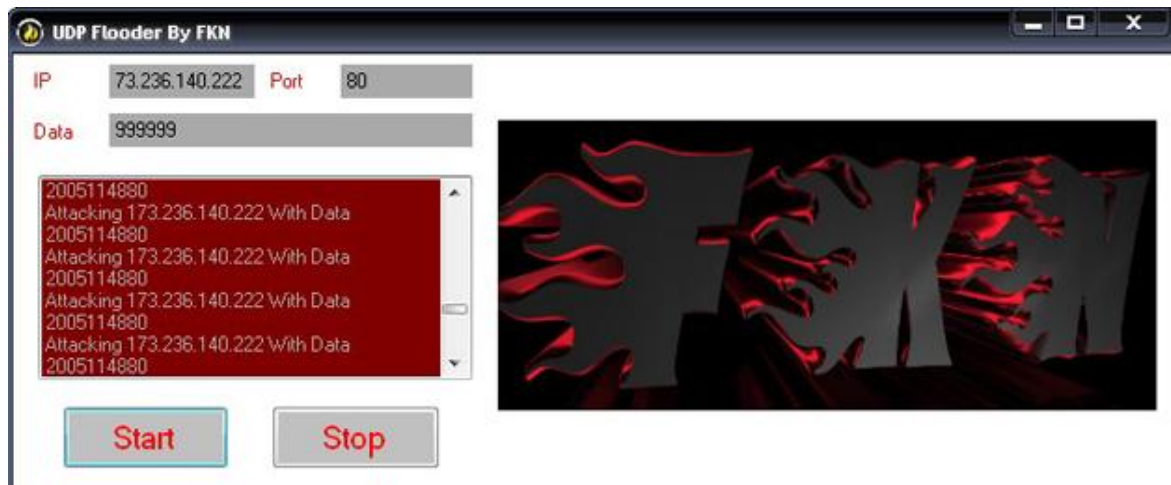 UDP Flooder By FKN
IP 73.236.140.222 Port 80
Data 999999
2005114880
Attacking 173.236.140.222 With Data
2005114880
Attacking 173.236.140.222 With Data
2005114880
Attacking 173.236.140.222 With Data
2005114880
Attacking 173.236.140.222 With Data
2005114880
FKN
Start Stop